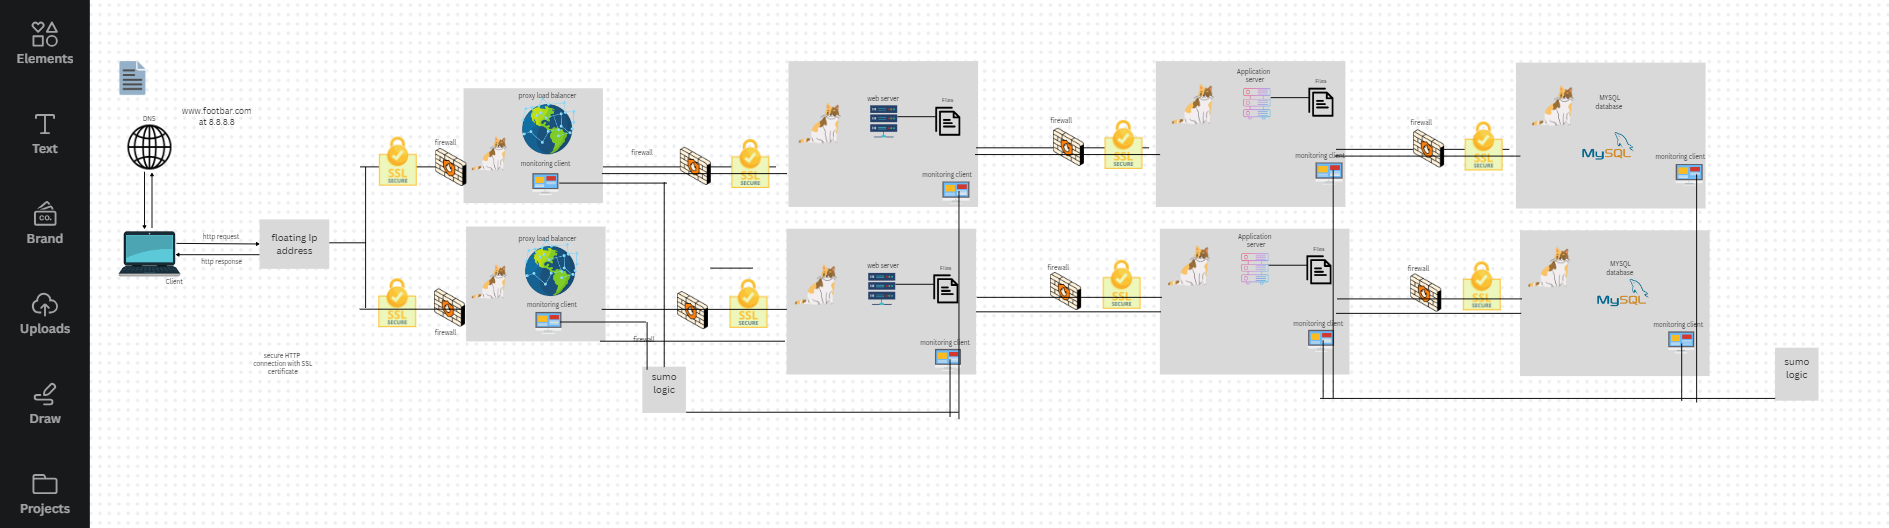 Elements
Text
Brand
CO.
Uploads
Draw
Projects
www.footbar.com
at 8.8.8.8
DNS
http request
http response
Client
floating Ip
address
secure HTTP
connection with SSL
certificate
SSL
SECURE
firewall
proxy load balancer
monitoring client
firewall
SSL
SECURE
web server
Files
monitoring client
firewall
SSL
SECURE
Application
server
Files
monitoring client
firewall
SSL
SECURE
MYSQL
database
MySQL
monitoring client
SSL
SECURE
firewall
proxy load balancer
monitoring client
firewall
SSL
SECURE
web server
Files
monitoring client
firewall
SSL
SECURE
Application
server
Files
monitoring client
firewall
SSL
SECURE
MYSQL
database
MySQL
monitoring client
sumo
logic
sumo
logic